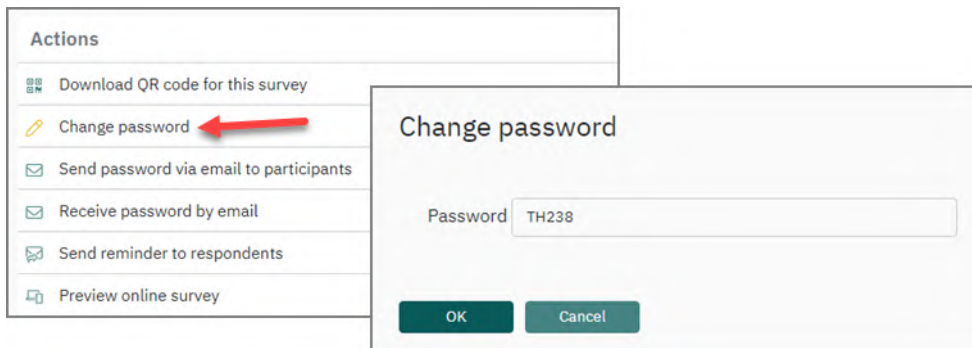 Actions
Download QR code for this survey
Change password
Send password via email to participants
Receive password by email
Send reminder to respondents
Preview online survey
Change password
Password TH238
OK Cancel